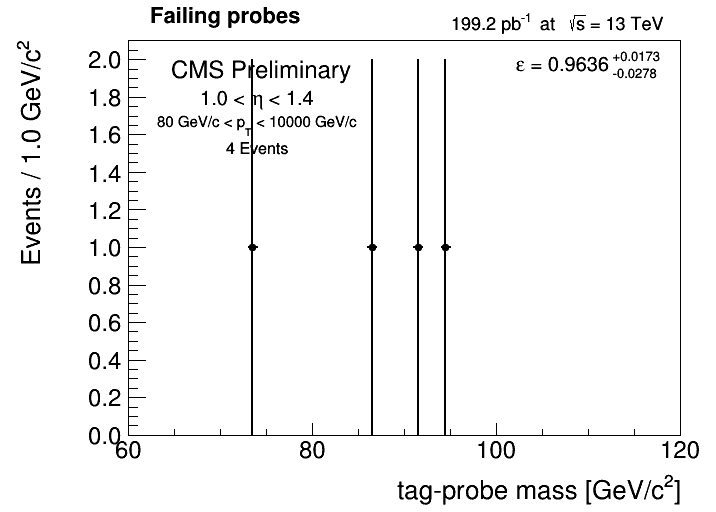 Failing probes
199.2 pb⁻¹ at √s = 13 TeV
CMS Preliminary
1.0 < η < 1.4
80 GeV/c < p_T < 10000 GeV/c
4 Events
ε = 0.9636 +0.0173 -0.0278
Events / 1.0 GeV/c²
2.0
1.8
1.6
1.4
1.2
1.0
0.8
0.6
0.4
0.2
0.0
60 80 100 120
tag-probe mass [GeV/c²]